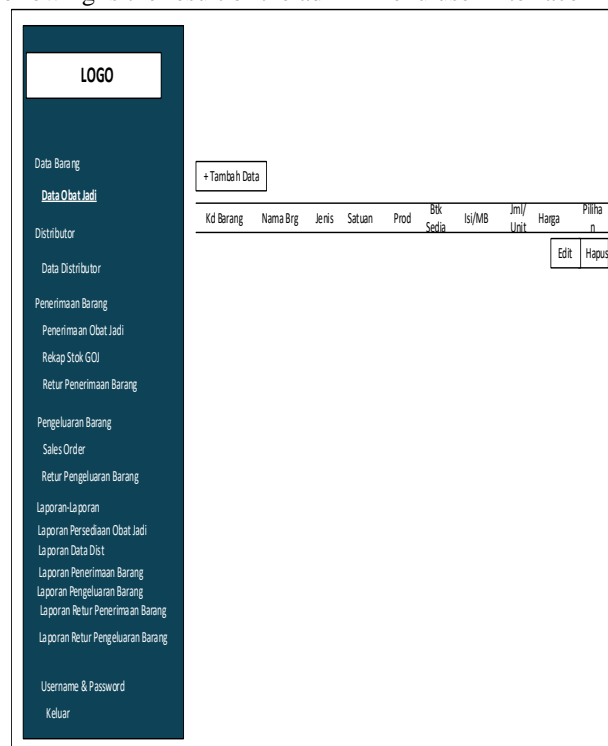 LOGO
Data Barang
Data Obat Jadi
Distributor
Data Distributor
Penerimaan Barang
Penerimaan Obat Jadi
Rekap Stok GOJ
Retur Penerimaan Barang
Pengeluaran Barang
Sales Order
Retur Pengeluaran Barang
Laporan-Laporan
Laporan Persediaan Obat Jadi
Laporan Data Dist
Laporan Penerimaan Barang
Laporan Pengeluaran Barang
Laporan Retur Penerimaan Barang
Laporan Retur Pengeluaran Barang
Username & Password
Keluar
+ Tambah Data
Kd Barang Nama Brg Jenis Satuan Prod Btk Sedia Isi/MB Jml/ Unit Harga Piliha n
Edit Hapus